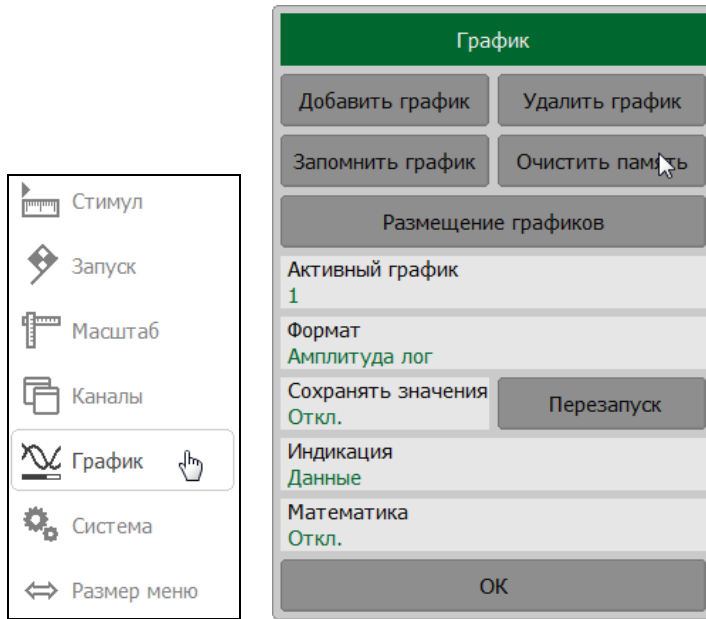 Стимул
Запуск
Масштаб
Каналы
График
Система
Размер меню
График
Добавить график
Удалить график
Запомнить график
Очистить память
Размещение графиков
Активный график
1
Формат
Амплитуда лог
Сохранять значения
Откл.
Перезапуск
Индикация
Данные
Математика
Откл.
ОК